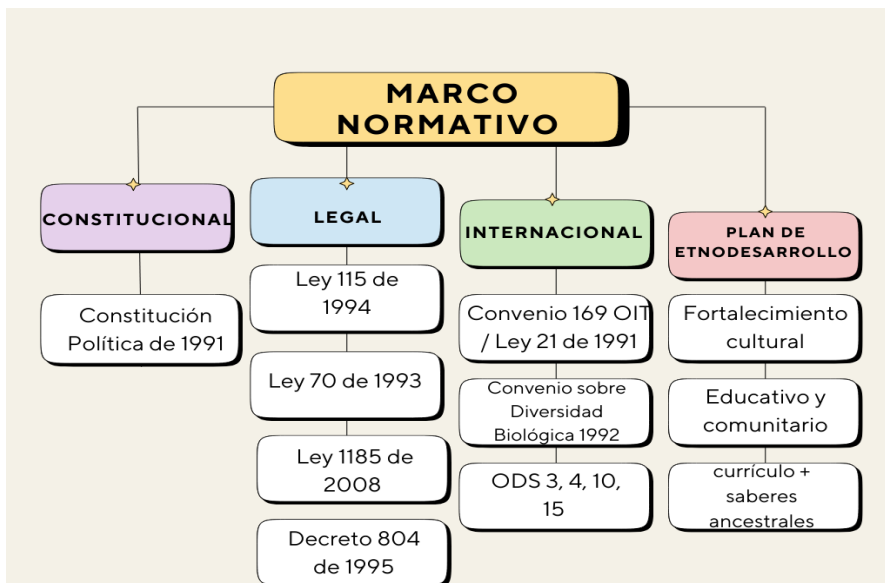 MARCO
NORMATIVO
CONSTITUCIONAL
Constitución
Política de 1991
LEGAL
Ley 115 de
1994
Ley 70 de 1993
Ley 1185 de
2008
Decreto 804
de 1995
INTERNACIONAL
Convenio 169 OIT
/ Ley 21 de 1991
Convenio sobre
Diversidad
Biológica 1992
ODS 3, 4, 10,
15
PLAN DE
ETNODESARROLLO
Fortalecimiento
cultural
Educativo y
comunitario
currículo +
saberes
ancestrales